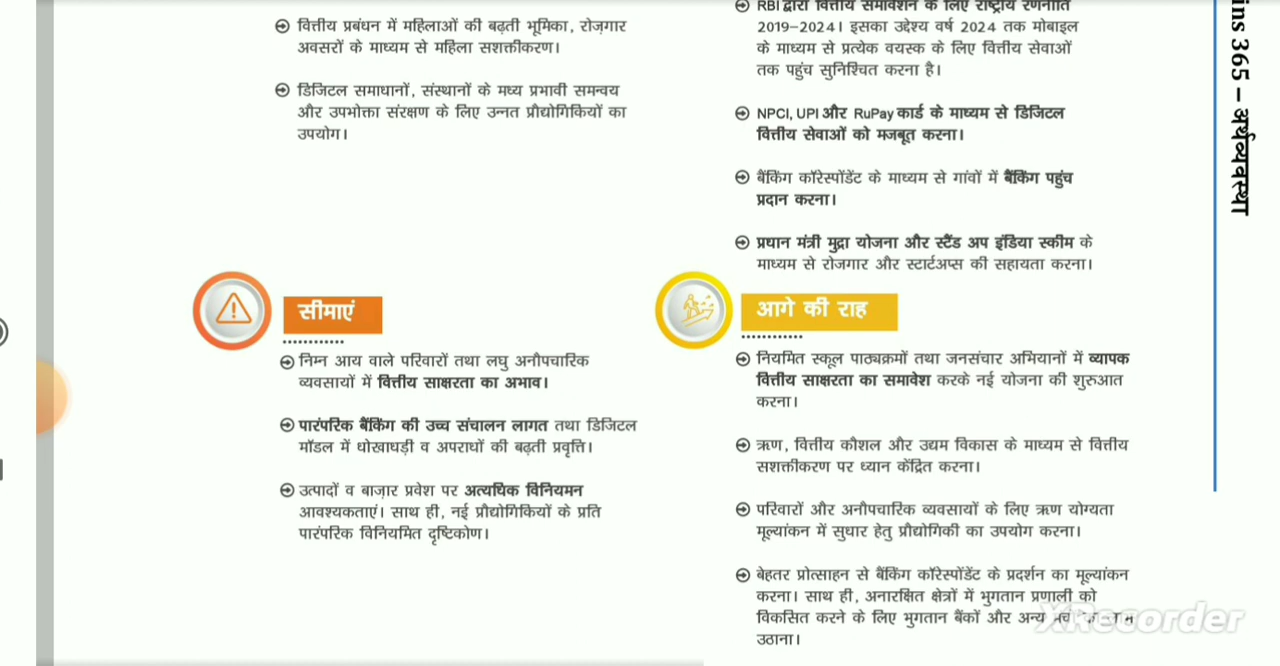 वित्तीय प्रबंधन में महिलाओं की बढ़ती भूमिका, रोज़गार
अवसरों के माध्यम से महिला सशक्तीकरण।
डिजिटल समाधानों, संस्थानों के मध्य प्रभावी समन्वय
और उपभोक्ता संरक्षण के लिए उन्नत प्रौद्योगिकियों का
उपयोग।
RBI द्वारा वित्तीय समावेशन के लिए राष्ट्रीय रणनीति
2019-2024। इसका उद्देश्य वर्ष 2024 तक मोबाइल
के माध्यम से प्रत्येक वयस्क के लिए वित्तीय सेवाओं
तक पहुंच सुनिश्चित करना है।
NPCI, UPI और RuPay कार्ड के माध्यम से डिजिटल
वित्तीय सेवाओं को मजबूत करना।
बैंकिंग कॉरेस्पोंडेंट के माध्यम से गांवों में बैंकिंग पहुंच
प्रदान करना।
प्रधान मंत्री मुद्रा योजना और स्टैंड अप इंडिया स्कीम के
माध्यम से रोजगार और स्टार्टअप्स की सहायता करना।
सीमाएं
निम्न आय वाले परिवारों तथा लघु अनौपचारिक
व्यवसायों में वित्तीय साक्षरता का अभाव।
पारंपरिक बैंकिंग की उच्च संचालन लागत तथा डिजिटल
मॉडल में धोखाधड़ी व अपराधों की बढ़ती प्रवृत्ति।
उत्पादों व बाज़ार प्रवेश पर अत्यधिक विनियमन
आवश्यकताएं। साथ ही, नई प्रौद्योगिकियों के प्रति
पारंपरिक विनियमित दृष्टिकोण।
आगे की राह
नियमित स्कूल पाठ्यक्रमों तथा जनसंचार अभियानों में व्यापक
वित्तीय साक्षरता का समावेश करके नई योजना की शुरुआत
करना।
ऋण, वित्तीय कौशल और उद्यम विकास के माध्यम से वित्तीय
सशक्तीकरण पर ध्यान केंद्रित करना।
परिवारों और अनौपचारिक व्यवसायों के लिए ऋण योग्यता
मूल्यांकन में सुधार हेतु प्रौद्योगिकी का उपयोग करना।
बेहतर प्रोत्साहन से बैंकिंग कॉरेस्पोंडेंट के प्रदर्शन का मूल्यांकन
करना। साथ ही, अनारक्षित क्षेत्रों में भुगतान प्रणाली को
विकसित करने के लिए भुगतान बैंकों और अन्य
उठाना।
ins 365 – अर्थव्यवस्था
XRecorder